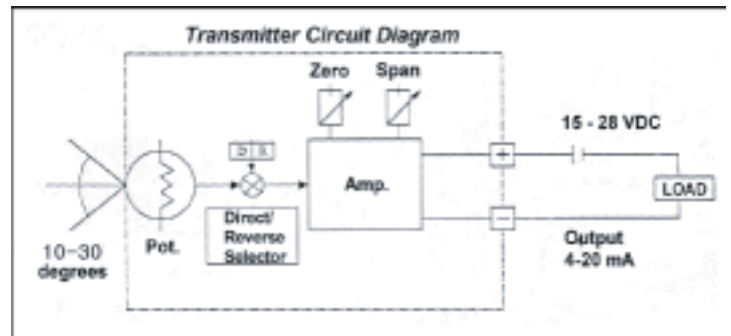 Transmitter Circuit Diagram
Zero Span
15 - 28 VDC
b a
+
Amp.
LOAD
Direct/
Reverse
Selector
Pot.
−
10-30
degrees
Output
4-20 mA